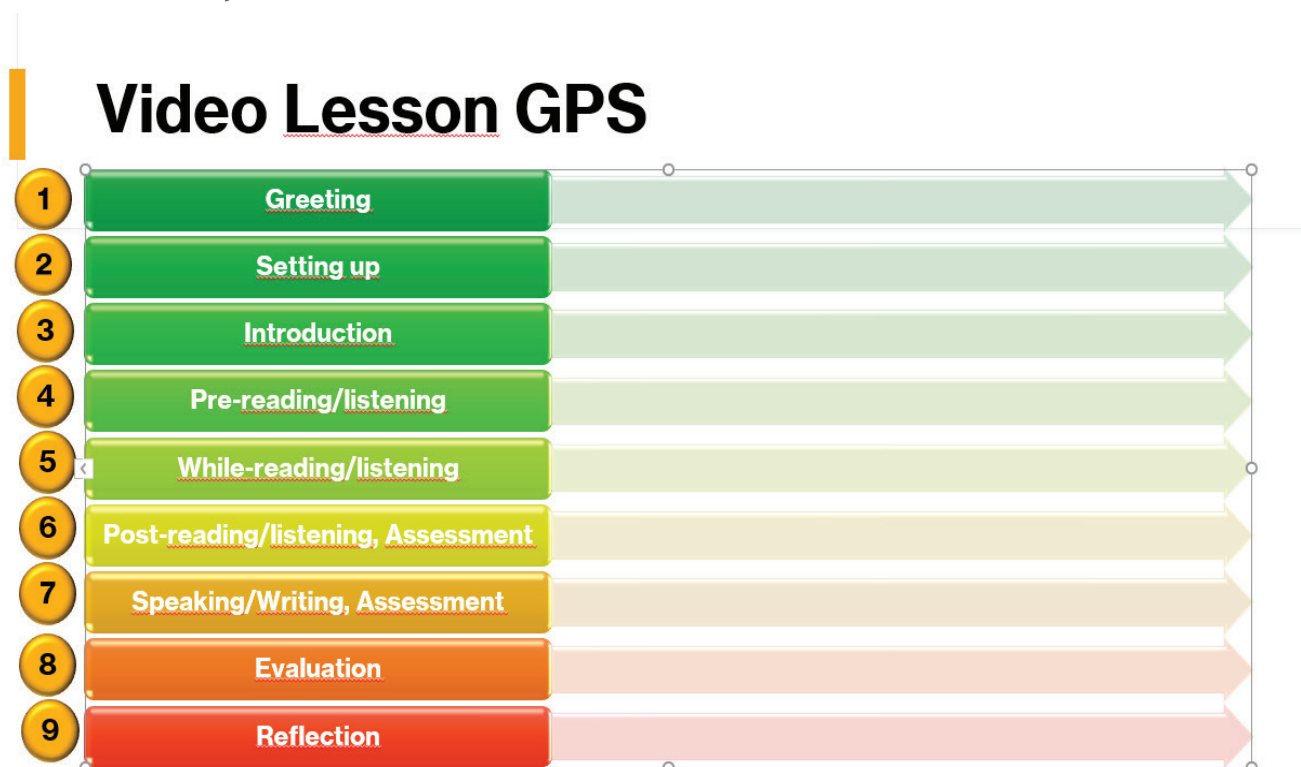 Video Lesson GPS
1 Greeting
2 Setting up
3 Introduction
4 Pre-reading/listening
5 While-reading/listening
6 Post-reading/listening, Assessment
7 Speaking/Writing, Assessment
8 Evaluation
9 Reflection